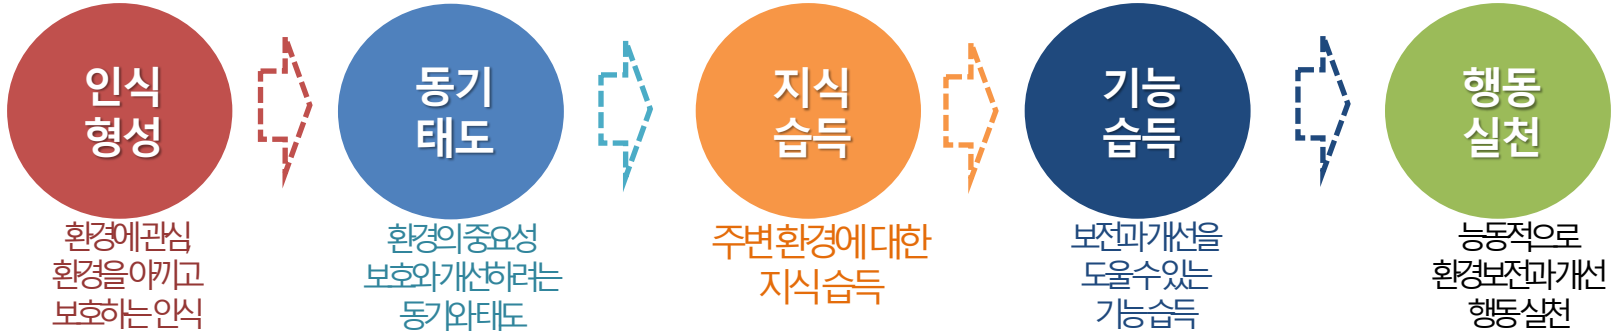 인식
형성
동기
태도
지식
습득
기능
습득
행동
실천
환경에 관심,
환경을 아끼고
보호하는 인식
환경의 중요성
보호와 개선하려는
동기와 태도
주변 환경에 대한
지식 습득
보전과 개선을
도울 수 있는
기능 습득
능동적으로
환경보전과 개선
행동 실천